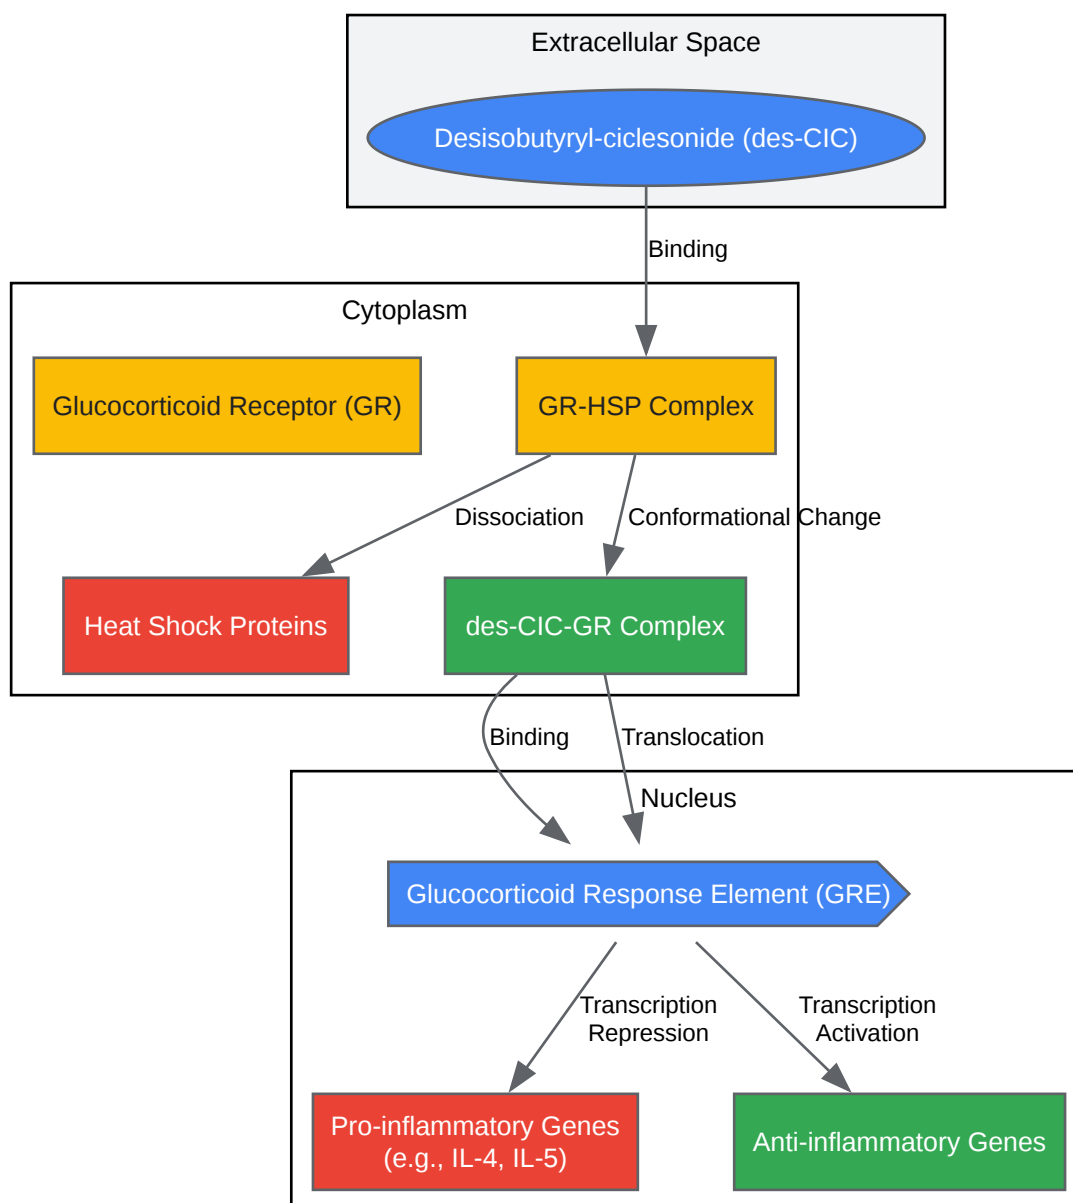 Extracellular Space
Desisobutyryl-ciclesonide (des-CIC)
Binding
Cytoplasm
Glucocorticoid Receptor (GR)
GR-HSP Complex
Dissociation
Conformational Change
Heat Shock Proteins
des-CIC-GR Complex
Binding
Translocation
Nucleus
Glucocorticoid Response Element (GRE)
Transcription
Repression
Transcription
Activation
Pro-inflammatory Genes
(e.g., IL-4, IL-5)
Anti-inflammatory Genes